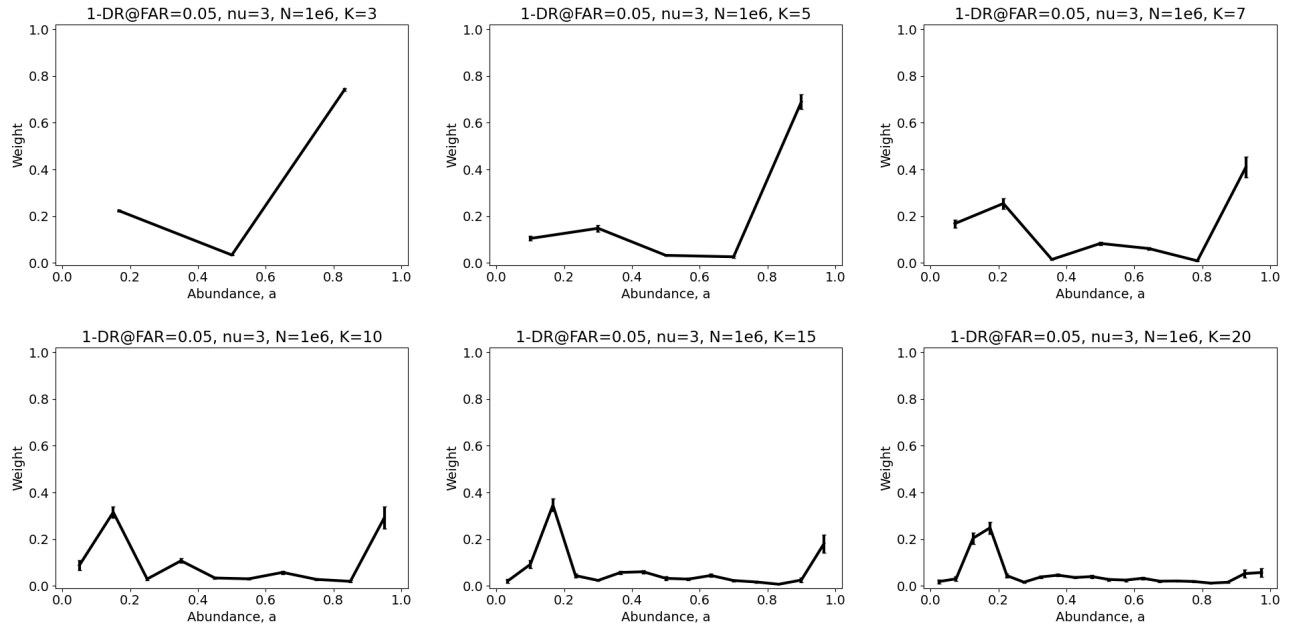 1-DR@FAR=0.05, nu=3, N=1e6, K=3
1.0
0.8
0.6
0.4
0.2
0.0
Weight
0.0 0.2 0.4 0.6 0.8 1.0
Abundance, a
1-DR@FAR=0.05, nu=3, N=1e6, K=5
1.0
0.8
0.6
0.4
0.2
0.0
Weight
0.0 0.2 0.4 0.6 0.8 1.0
Abundance, a
1-DR@FAR=0.05, nu=3, N=1e6, K=7
1.0
0.8
0.6
0.4
0.2
0.0
Weight
0.0 0.2 0.4 0.6 0.8 1.0
Abundance, a
1-DR@FAR=0.05, nu=3, N=1e6, K=10
1.0
0.8
0.6
0.4
0.2
0.0
Weight
0.0 0.2 0.4 0.6 0.8 1.0
Abundance, a
1-DR@FAR=0.05, nu=3, N=1e6, K=15
1.0
0.8
0.6
0.4
0.2
0.0
Weight
0.0 0.2 0.4 0.6 0.8 1.0
Abundance, a
1-DR@FAR=0.05, nu=3, N=1e6, K=20
1.0
0.8
0.6
0.4
0.2
0.0
Weight
0.0 0.2 0.4 0.6 0.8 1.0
Abundance, a